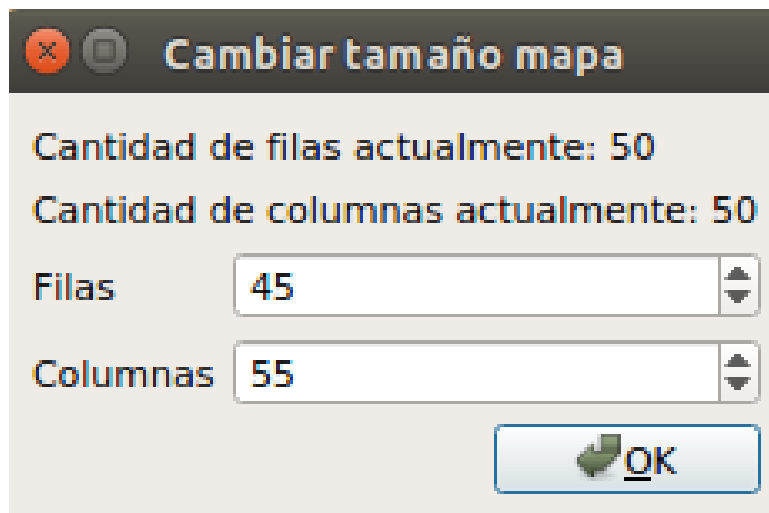 Cambiar tamaño mapa
Cantidad de filas actualmente: 50
Cantidad de columnas actualmente: 50
Filas 45
Columnas 55
OK